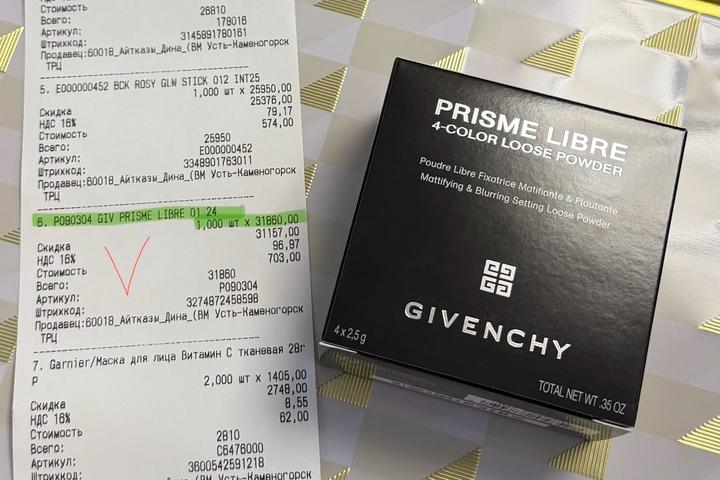 Стоимость
26810
Всего: 178016
Артикул: 3145891780161
Штрихкод:
Продавец:60018_Айтказы_Дина_(ВМ Усть-Каменогорск
ТРЦ
5. E000000452 BCK ROSY GLW STICK 012 INT25
1,000 шт x 25950,00
25376,00
Скидка 79,17
НДС 16% 574,00
Стоимость
25950
Всего: E000000452
Артикул: 3348901763011
Штрихкод:
Продавец:60018_Айтказы_Дина_(ВМ Усть-Каменогорск
ТРЦ
6. P090304 GIV PRISME LIBRE 01 24
1,000 шт x 31860,00
31157,00
Скидка 96,97
НДС 16% 703,00
Стоимость
31860
Всего: P090304
Артикул: 3274872458598
Штрихкод:
Продавец:60018_Айтказы_Дина_(ВМ Усть-Каменогорск
ТРЦ
7. Garnier/Маска для лица Витамин С тканевая 28г
р
2,000 шт x 1405,00
2748,00
Скидка 8,55
НДС 16% 62,00
Стоимость
2810
Всего: C6476000
Артикул: 3600542591218
Штрихкод:
PRISME LIBRE
4-COLOR LOOSE POWDER
Poudre Libre Fixatrice Matifiante & Floutante
Mattifying & Blurring Setting Loose Powder
GIVENCHY
4x2,5g
TOTAL NET WT .35 OZ